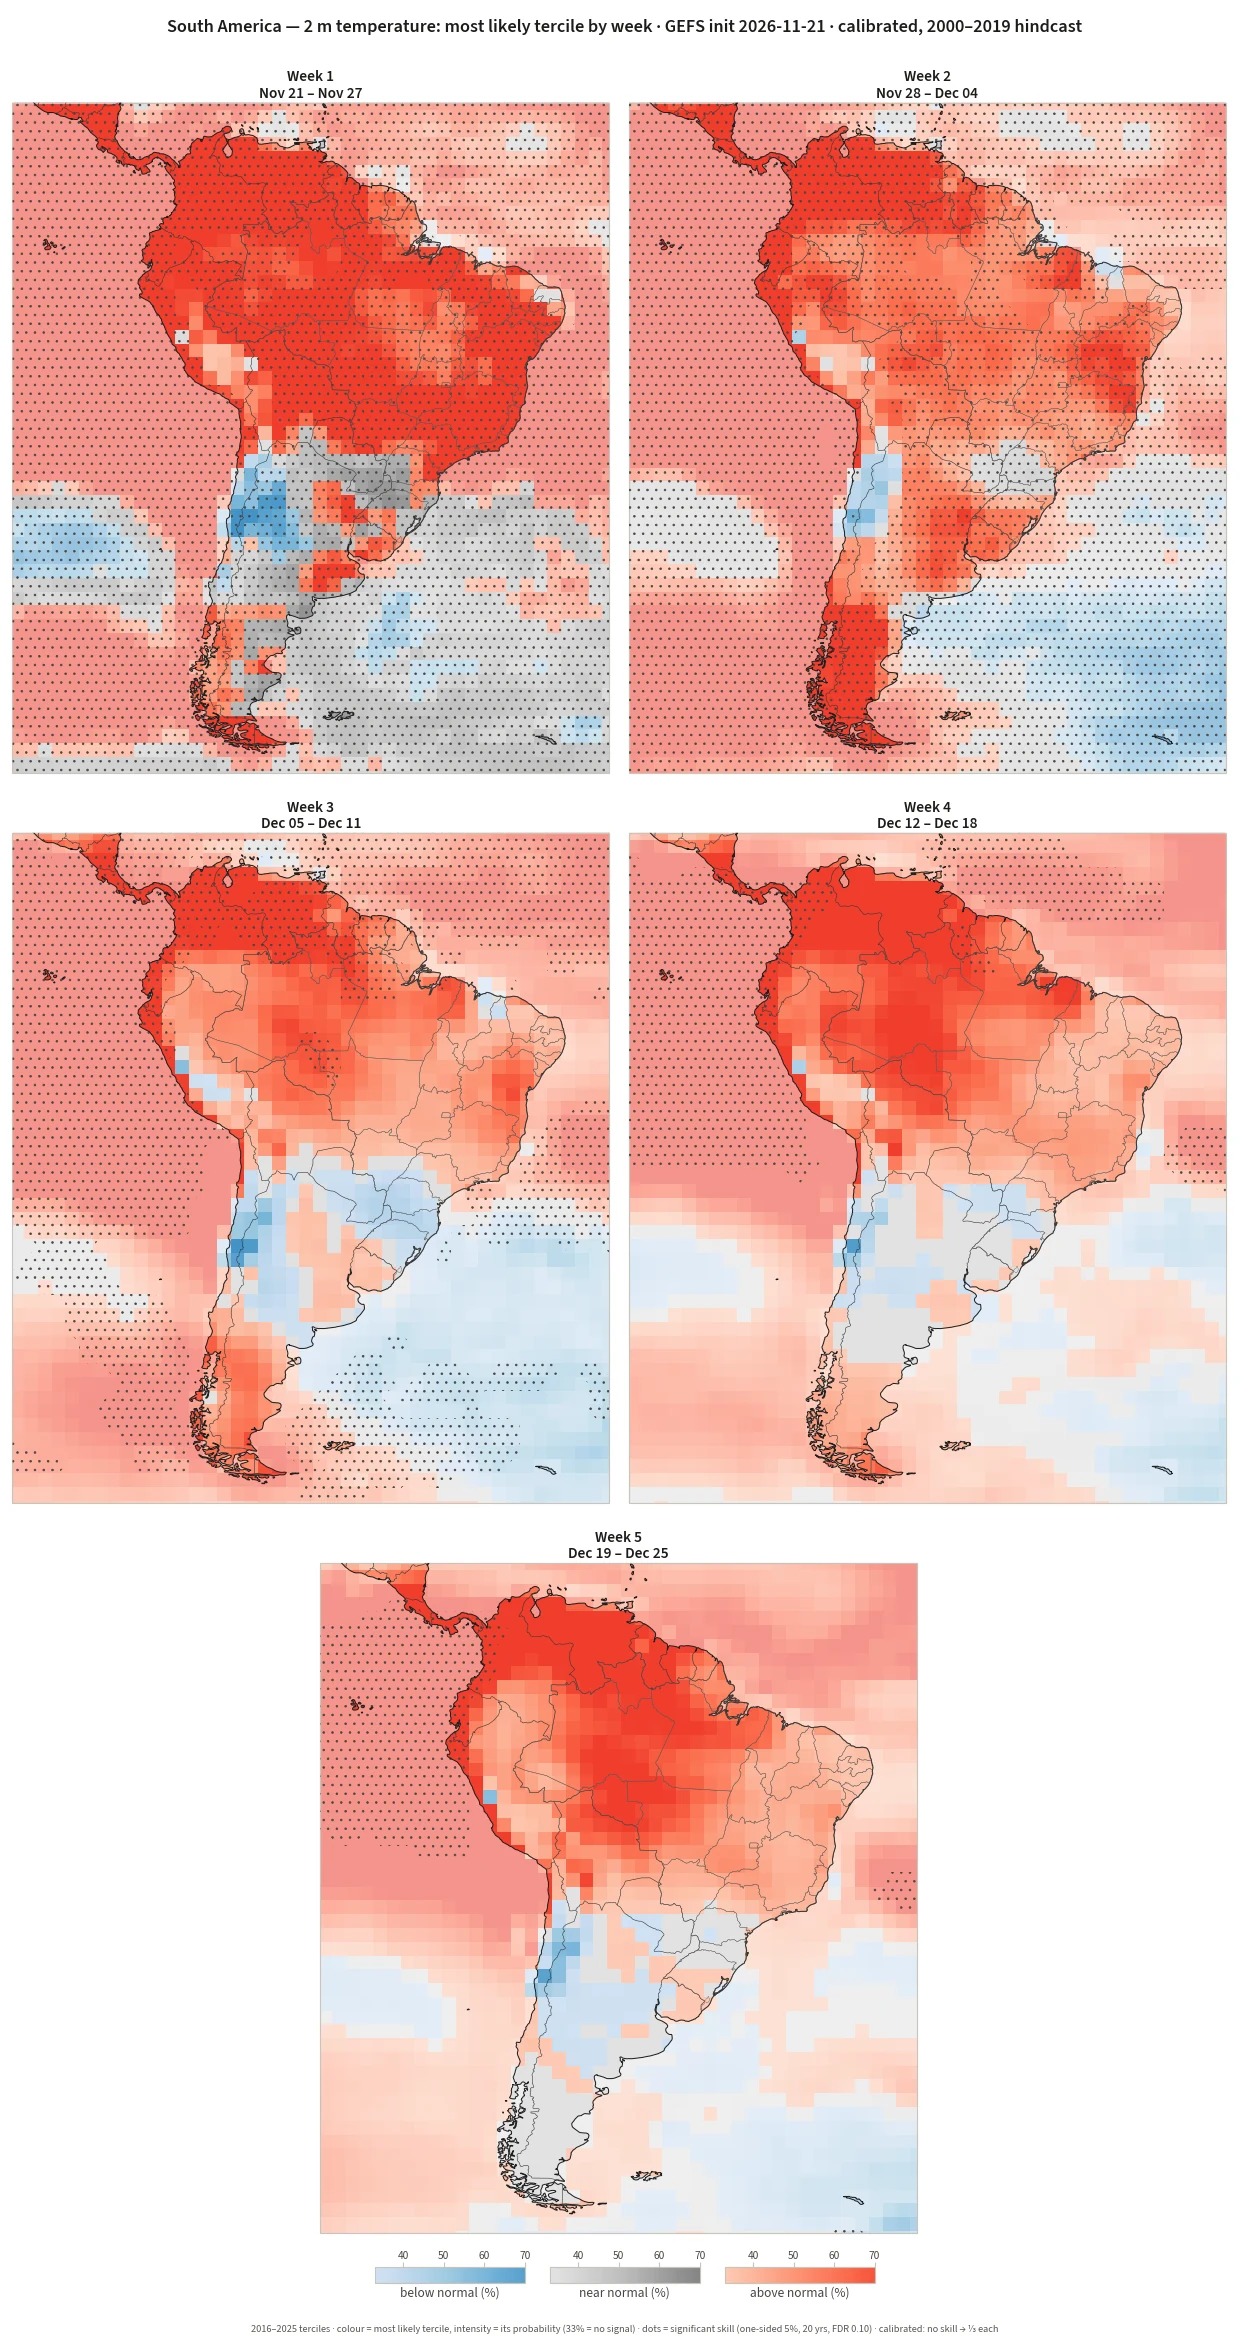 South America — 2 m temperature: most likely tercile by week · GEFS init 2026-11-21 · calibrated, 2000–2019 hindcast
Week 1
Nov 21 – Nov 27
Week 2
Nov 28 – Dec 04
Week 3
Dec 05 – Dec 11
Week 4
Dec 12 – Dec 18
Week 5
Dec 19 – Dec 25
40 50 60 70
below normal (%)
40 50 60 70
near normal (%)
40 50 60 70
above normal (%)
2016–2025 terciles · colour = most likely tercile, intensity = its probability (33% = no signal) · dots = significant skill (one-sided 5%, 20 yrs, FDR 0.10) · calibrated: no skill → ⅓ each